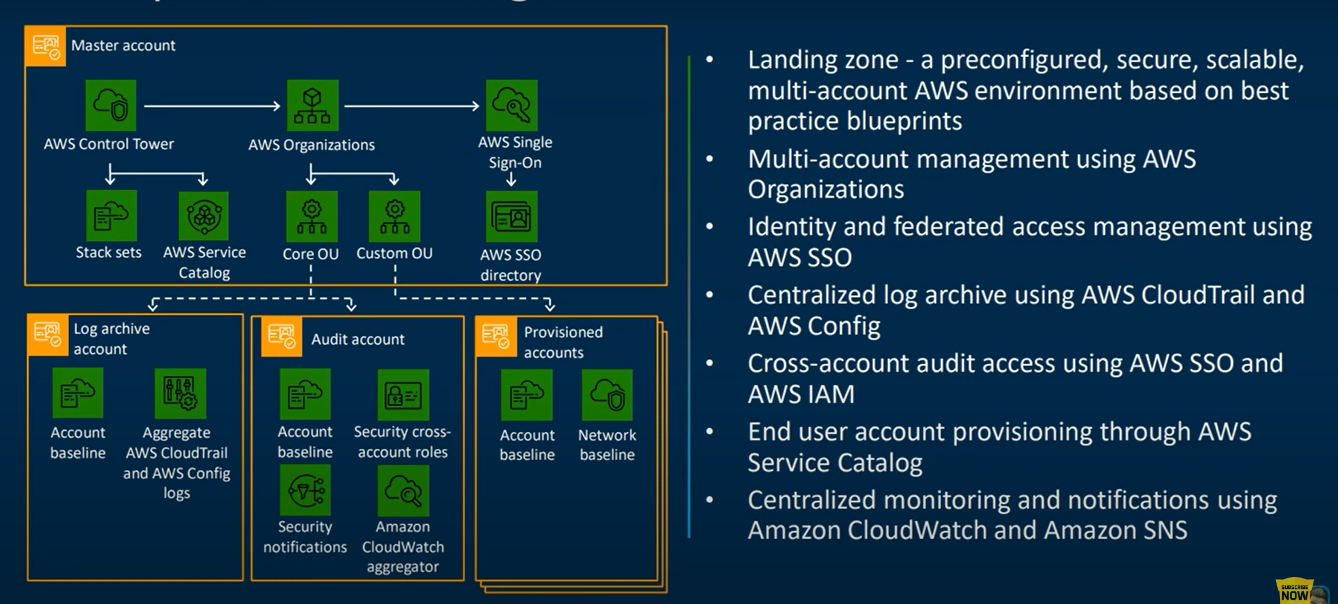 Master account
AWS Control Tower
AWS Organizations
AWS Single
Sign-On
Stack sets
AWS Service
Catalog
Core OU
Custom OU
AWS SSO
directory
Log archive
account
Account
baseline
Aggregate
AWS CloudTrail
and AWS Config
logs
Audit account
Account
baseline
Security cross-
account roles
Security
notifications
Amazon
CloudWatch
aggregator
Provisioned
accounts
Account
baseline
Network
baseline
• Landing zone - a preconfigured, secure, scalable,
multi-account AWS environment based on best
practice blueprints
• Multi-account management using AWS
Organizations
• Identity and federated access management using
AWS SSO
• Centralized log archive using AWS CloudTrail and
AWS Config
• Cross-account audit access using AWS SSO and
AWS IAM
• End user account provisioning through AWS
Service Catalog
• Centralized monitoring and notifications using
Amazon CloudWatch and Amazon SNS
SUBSCRIBE
NOW